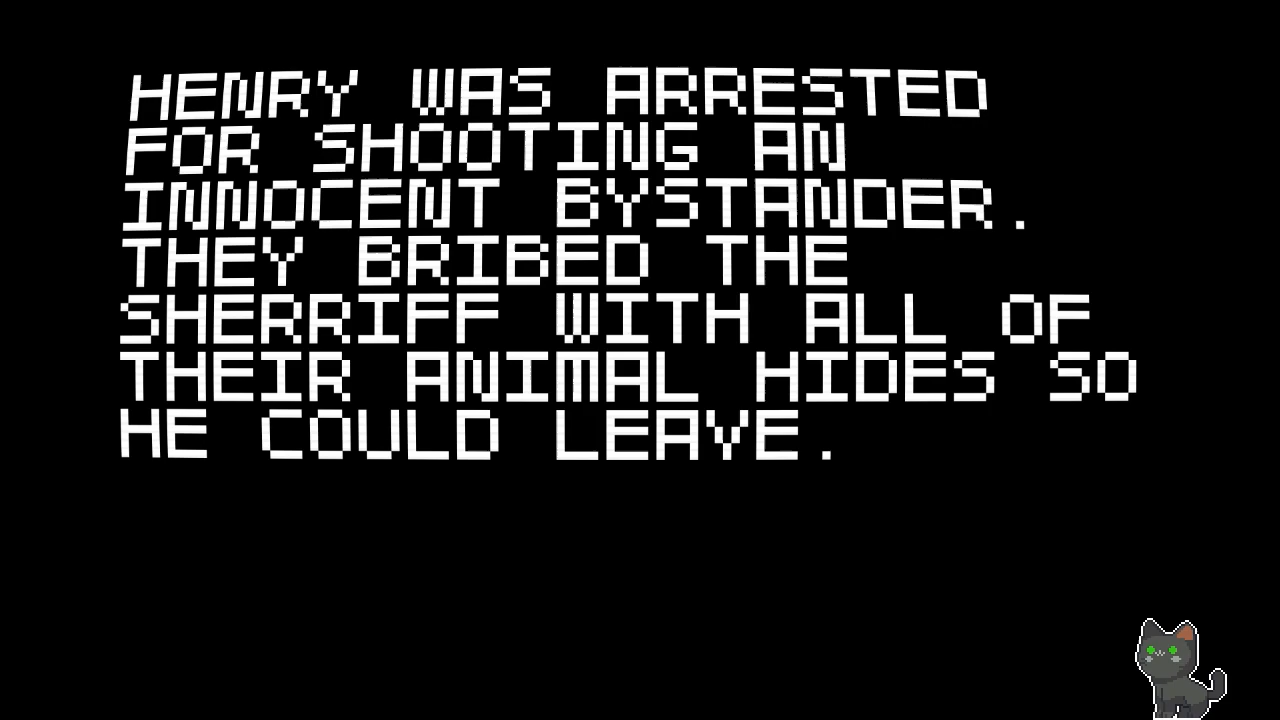 HENRY WAS ARRESTED
FOR SHOOTING AN
INNOCENT BYSTANDER.
THEY BRIBED THE
SHERRIFF WITH ALL OF
THEIR ANIMAL HIDES SO
HE COULD LEAVE.